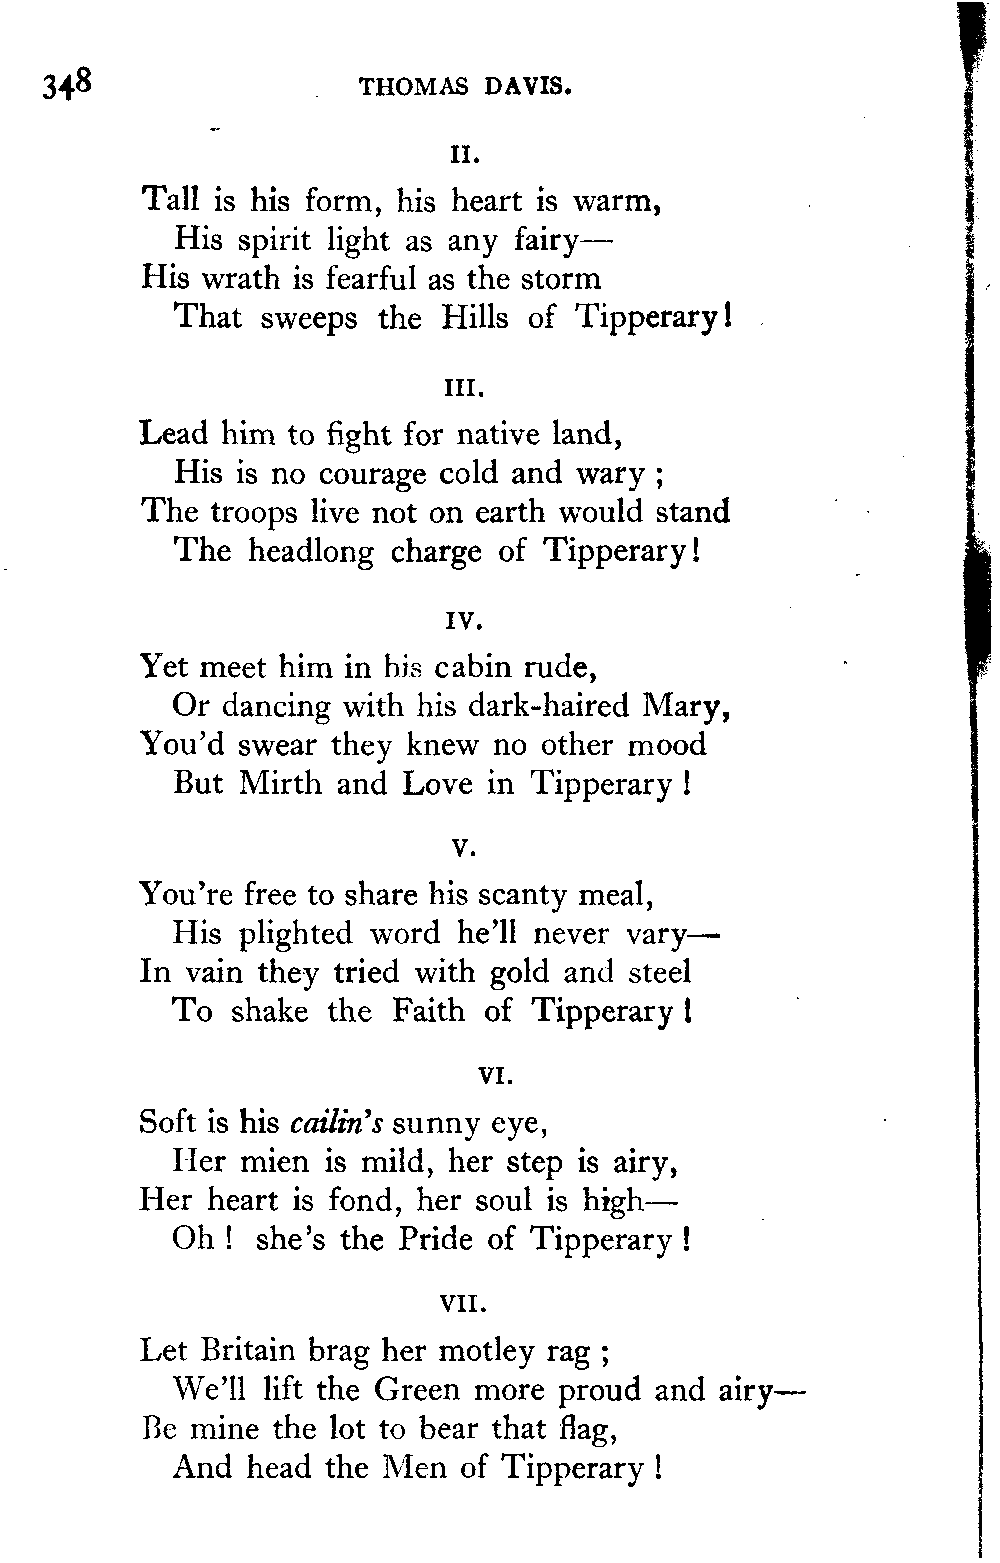 348 THOMAS DAVIS.
II.
Tall is his form, his heart is warm,
His spirit light as any fairy—
His wrath is fearful as the storm
That sweeps the Hills of Tipperary!
III.
Lead him to fight for native land,
His is no courage cold and wary ;
The troops live not on earth would stand
The headlong charge of Tipperary!
IV.
Yet meet him in his cabin rude,
Or dancing with his dark-haired Mary,
You'd swear they knew no other mood
But Mirth and Love in Tipperary !
V.
You're free to share his scanty meal,
His plighted word he'll never vary—
In vain they tried with gold and steel
To shake the Faith of Tipperary !
VI.
Soft is his cailin's sunny eye,
Her mien is mild, her step is airy,
Her heart is fond, her soul is high—
Oh ! she's the Pride of Tipperary !
VII.
Let Britain brag her motley rag ;
We'll lift the Green more proud and airy—
Be mine the lot to bear that flag,
And head the Men of Tipperary !